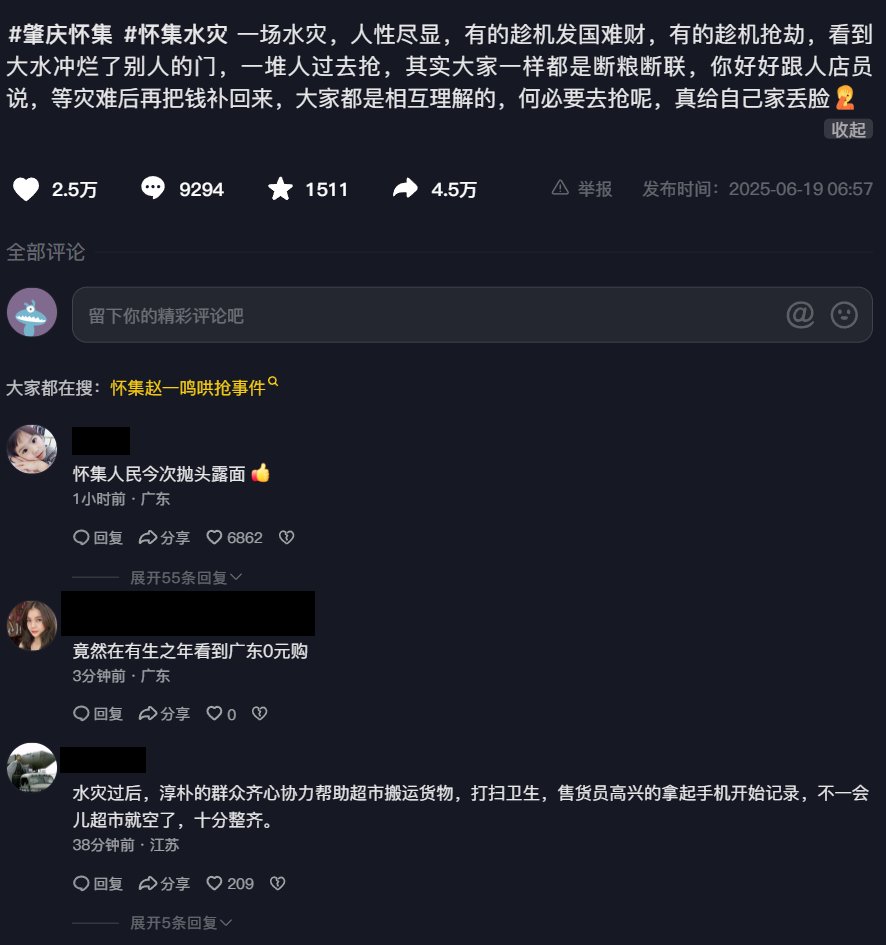 #肇庆怀集 #怀集水灾 一场水灾，人性尽显，有的趁机发国难财，有的趁机抢劫，看到
大水冲烂了别人的门，一堆人过去抢，其实大家一样都是断粮断联，你好好跟人店员
说，等灾难后再把钱补回来，大家都是相互理解的，何必要去抢呢，真给自己家丢脸🤦
收起
2.5万 9294 1511 4.5万 举报 发布时间：2025-06-19 06:57
全部评论
留下你的精彩评论吧 @
大家都在搜：怀集赵一鸣哄抢事件
怀集人民今次抛头露面👍
1小时前 · 广东
回复 分享 6862
展开55条回复
竟然在有生之年看到广东0元购
3分钟前 · 广东
回复 分享 0
水灾过后，淳朴的群众齐心协力帮助超市搬运货物，打扫卫生，售货员高兴的拿起手机开始记录，不一会
儿超市就空了，十分整齐。
38分钟前 · 江苏
回复 分享 209
展开5条回复